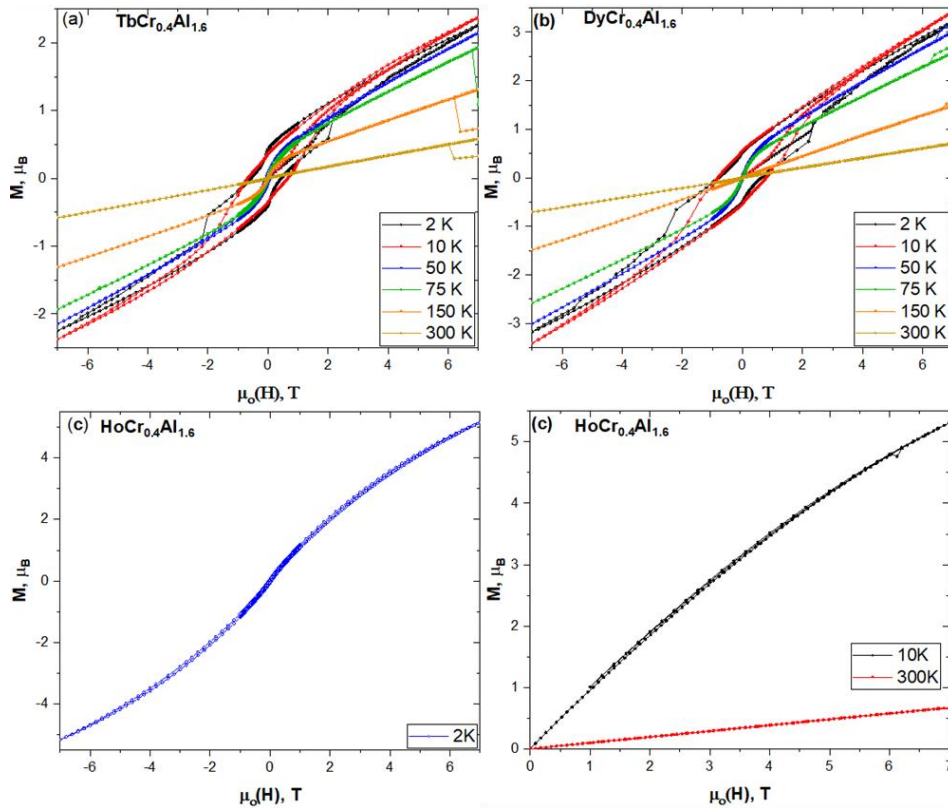 (a) TbCr0.4Al1.6
M, μB
2
1
0
-1
-2
2 K
10 K
50 K
75 K
150 K
300 K
-6 -4 -2 0 2 4 6
μo(H), T
(b) DyCr0.4Al1.6
M, μB
3
2
1
0
-1
-2
-3
2 K
10 K
50 K
75 K
150 K
300 K
-6 -4 -2 0 2 4 6
μo(H), T
(c) HoCr0.4Al1.6
M, μB
4
2
0
-2
-4
2K
-6 -4 -2 0 2 4 6
μo(H), T
(c) HoCr0.4Al1.6
M, μB
5
4
3
2
1
0
10K
300K
0 1 2 3 4 5 6 7
μo(H), T